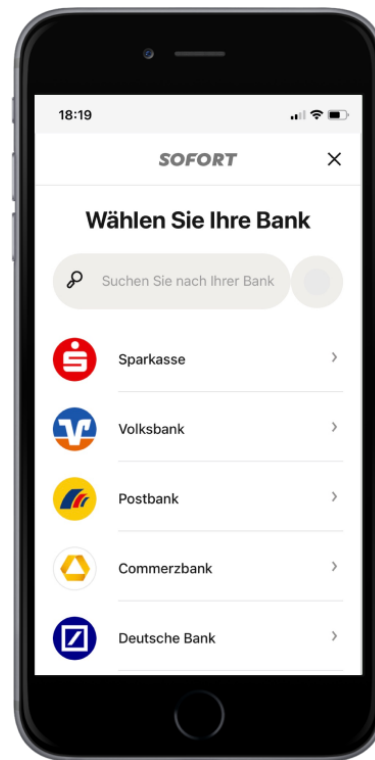 18:19
SOFORT
Wählen Sie Ihre Bank
Suchen Sie nach Ihrer Bank
Sparkasse
Volksbank
Postbank
Commerzbank
Deutsche Bank